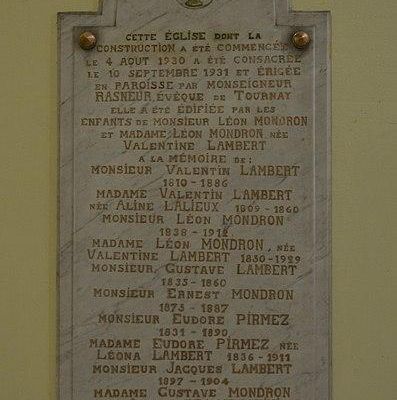 CETTE ÉGLISE DONT LA
CONSTRUCTION A ÉTÉ COMMENCÉE
LE 4 AOUT 1930 A ÉTÉ CONSACRÉE
LE 10 SEPTEMBRE 1931 ET ÉRIGÉE
EN PAROISSE PAR MONSEIGNEUR
RASNEUR, ÉVÊQUE DE TOURNAY
ELLE A ÉTÉ ÉDIFIÉE PAR LES
ENFANTS DE MONSIEUR LÉON MONDRON
ET MADAME LÉON MONDRON NÉE
VALENTINE LAMBERT
A LA MÉMOIRE DE:
MONSIEUR VALENTIN LAMBERT
1810 - 1886
MADAME VALENTIN LAMBERT
NÉE ALINE LALIEUX 1809 - 1860
MONSIEUR LÉON MONDRON
1838 - 1912
MADAME LÉON MONDRON, NÉE
VALENTINE LAMBERT 1850 - 1929
MONSIEUR GUSTAVE LAMBERT
1835 - 1860
MONSIEUR ERNEST MONDRON
1875 - 1887
MONSIEUR EUDORE PIRMEZ
1831 - 1890
MADAME EUDORE PIRMEZ NÉE
LÉONA LAMBERT 1836 - 1911
MONSIEUR JACQUES LAMBERT
1897 - 1904
MADAME GUSTAVE MONDRON